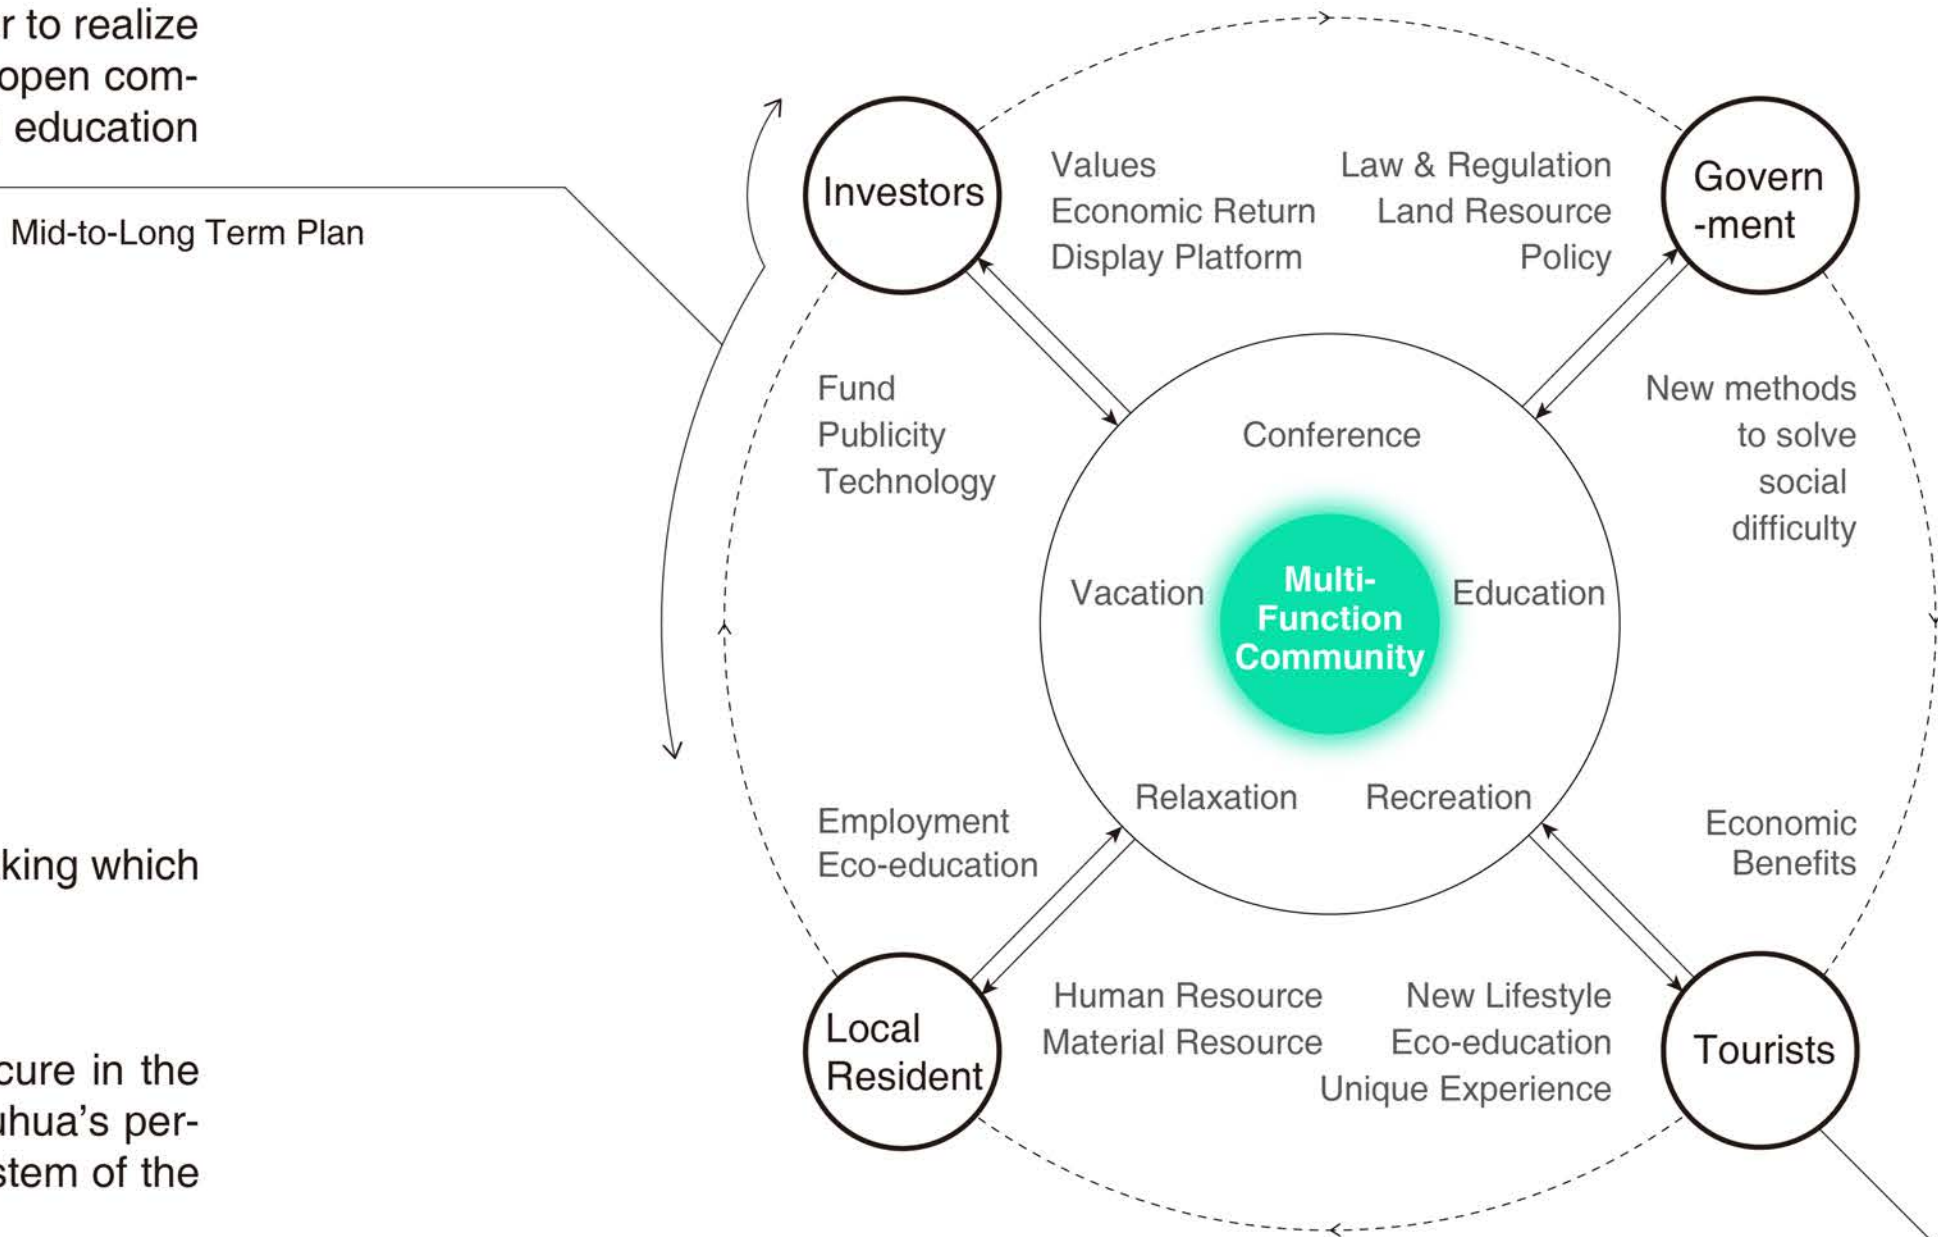 r to realize
open com-
education
Mid-to-Long Term Plan
king which
cure in the
uhua's per-
stem of the
Investors
Values
Economic Return
Display Platform
Law & Regulation
Land Resource
Policy
Govern
-ment
Fund
Publicity
Technology
New methods
to solve
social
difficulty
Conference
Vacation
Multi-
Function
Community
Education
Relaxation
Recreation
Employment
Eco-education
Economic
Benefits
Local
Resident
Human Resource
Material Resource
New Lifestyle
Eco-education
Unique Experience
Tourists